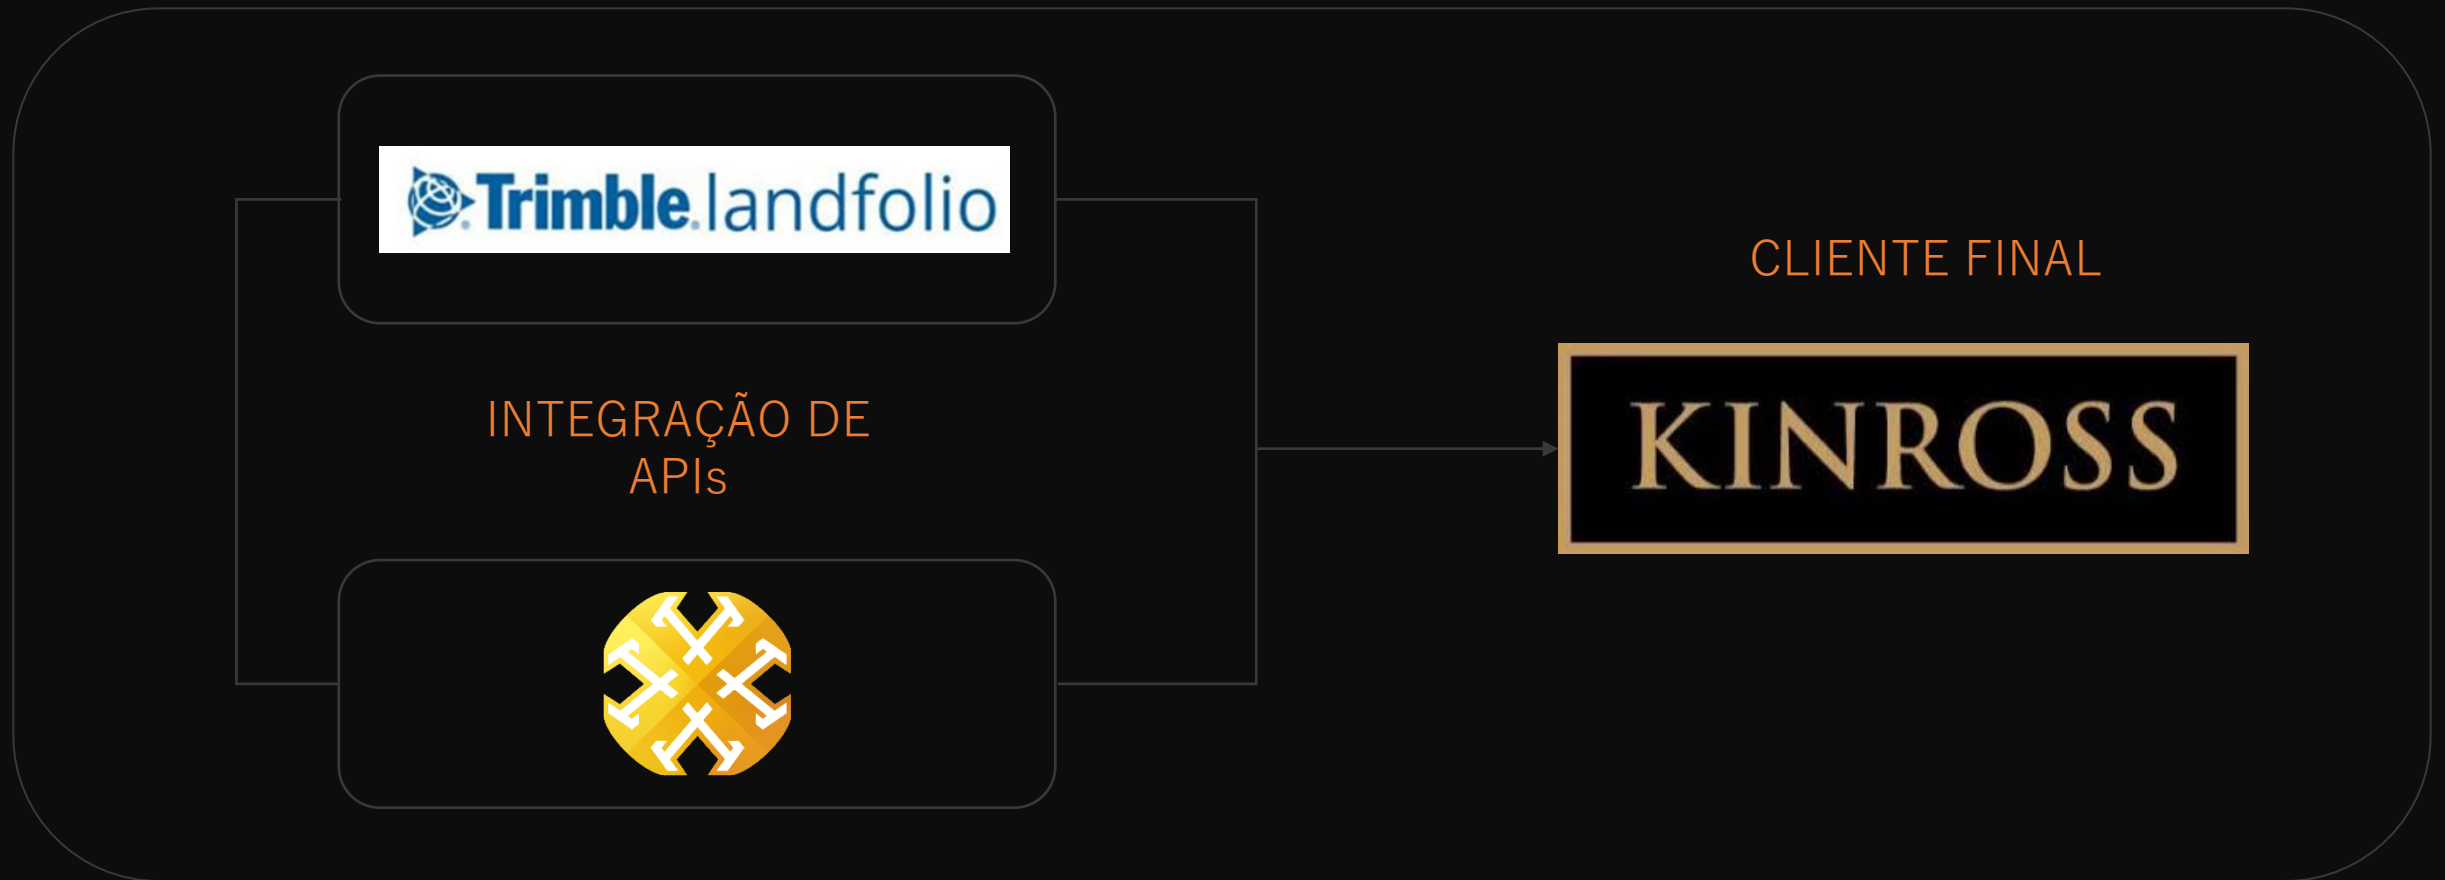 Trimble. landfolio
INTEGRAÇÃO DE
APIs
CLIENTE FINAL
KINROSS